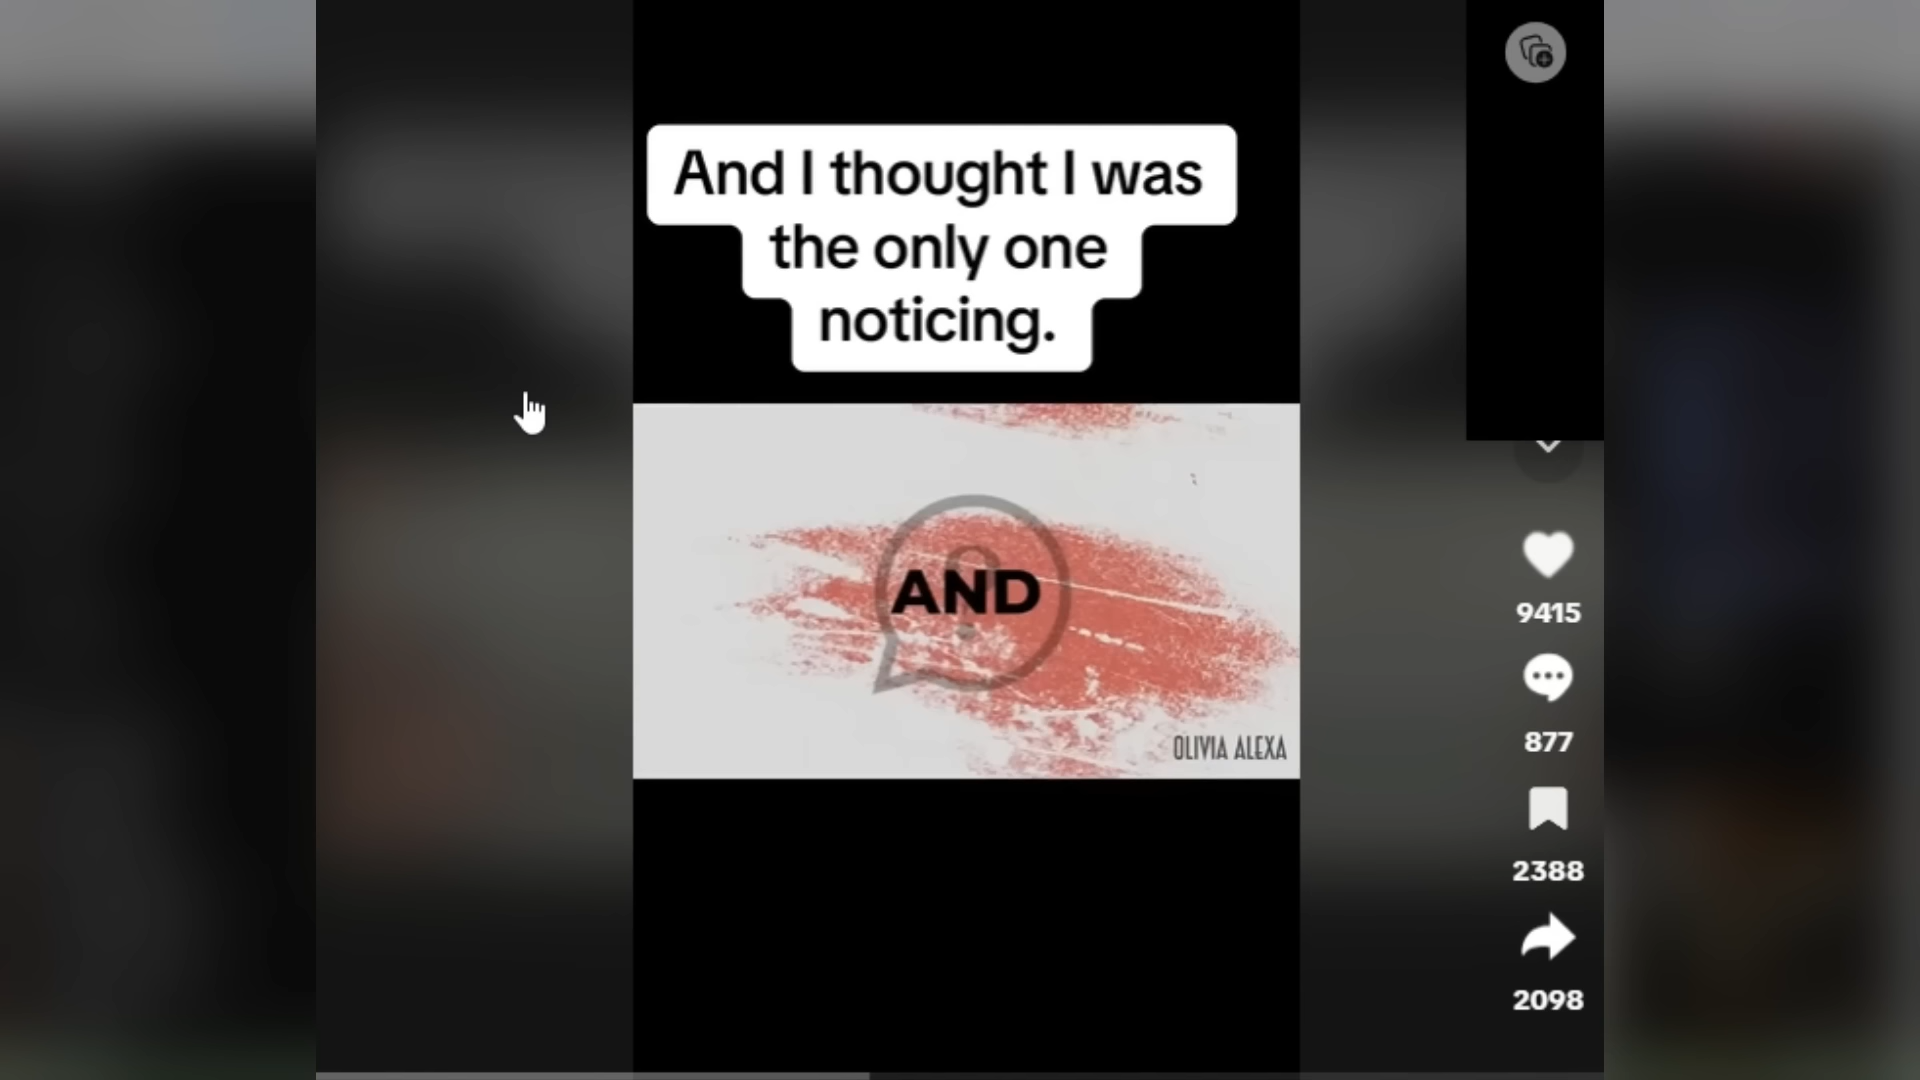 And I thought I was
the only one
noticing.
AND
OLIVIA ALEXA
9415
877
2388
2098